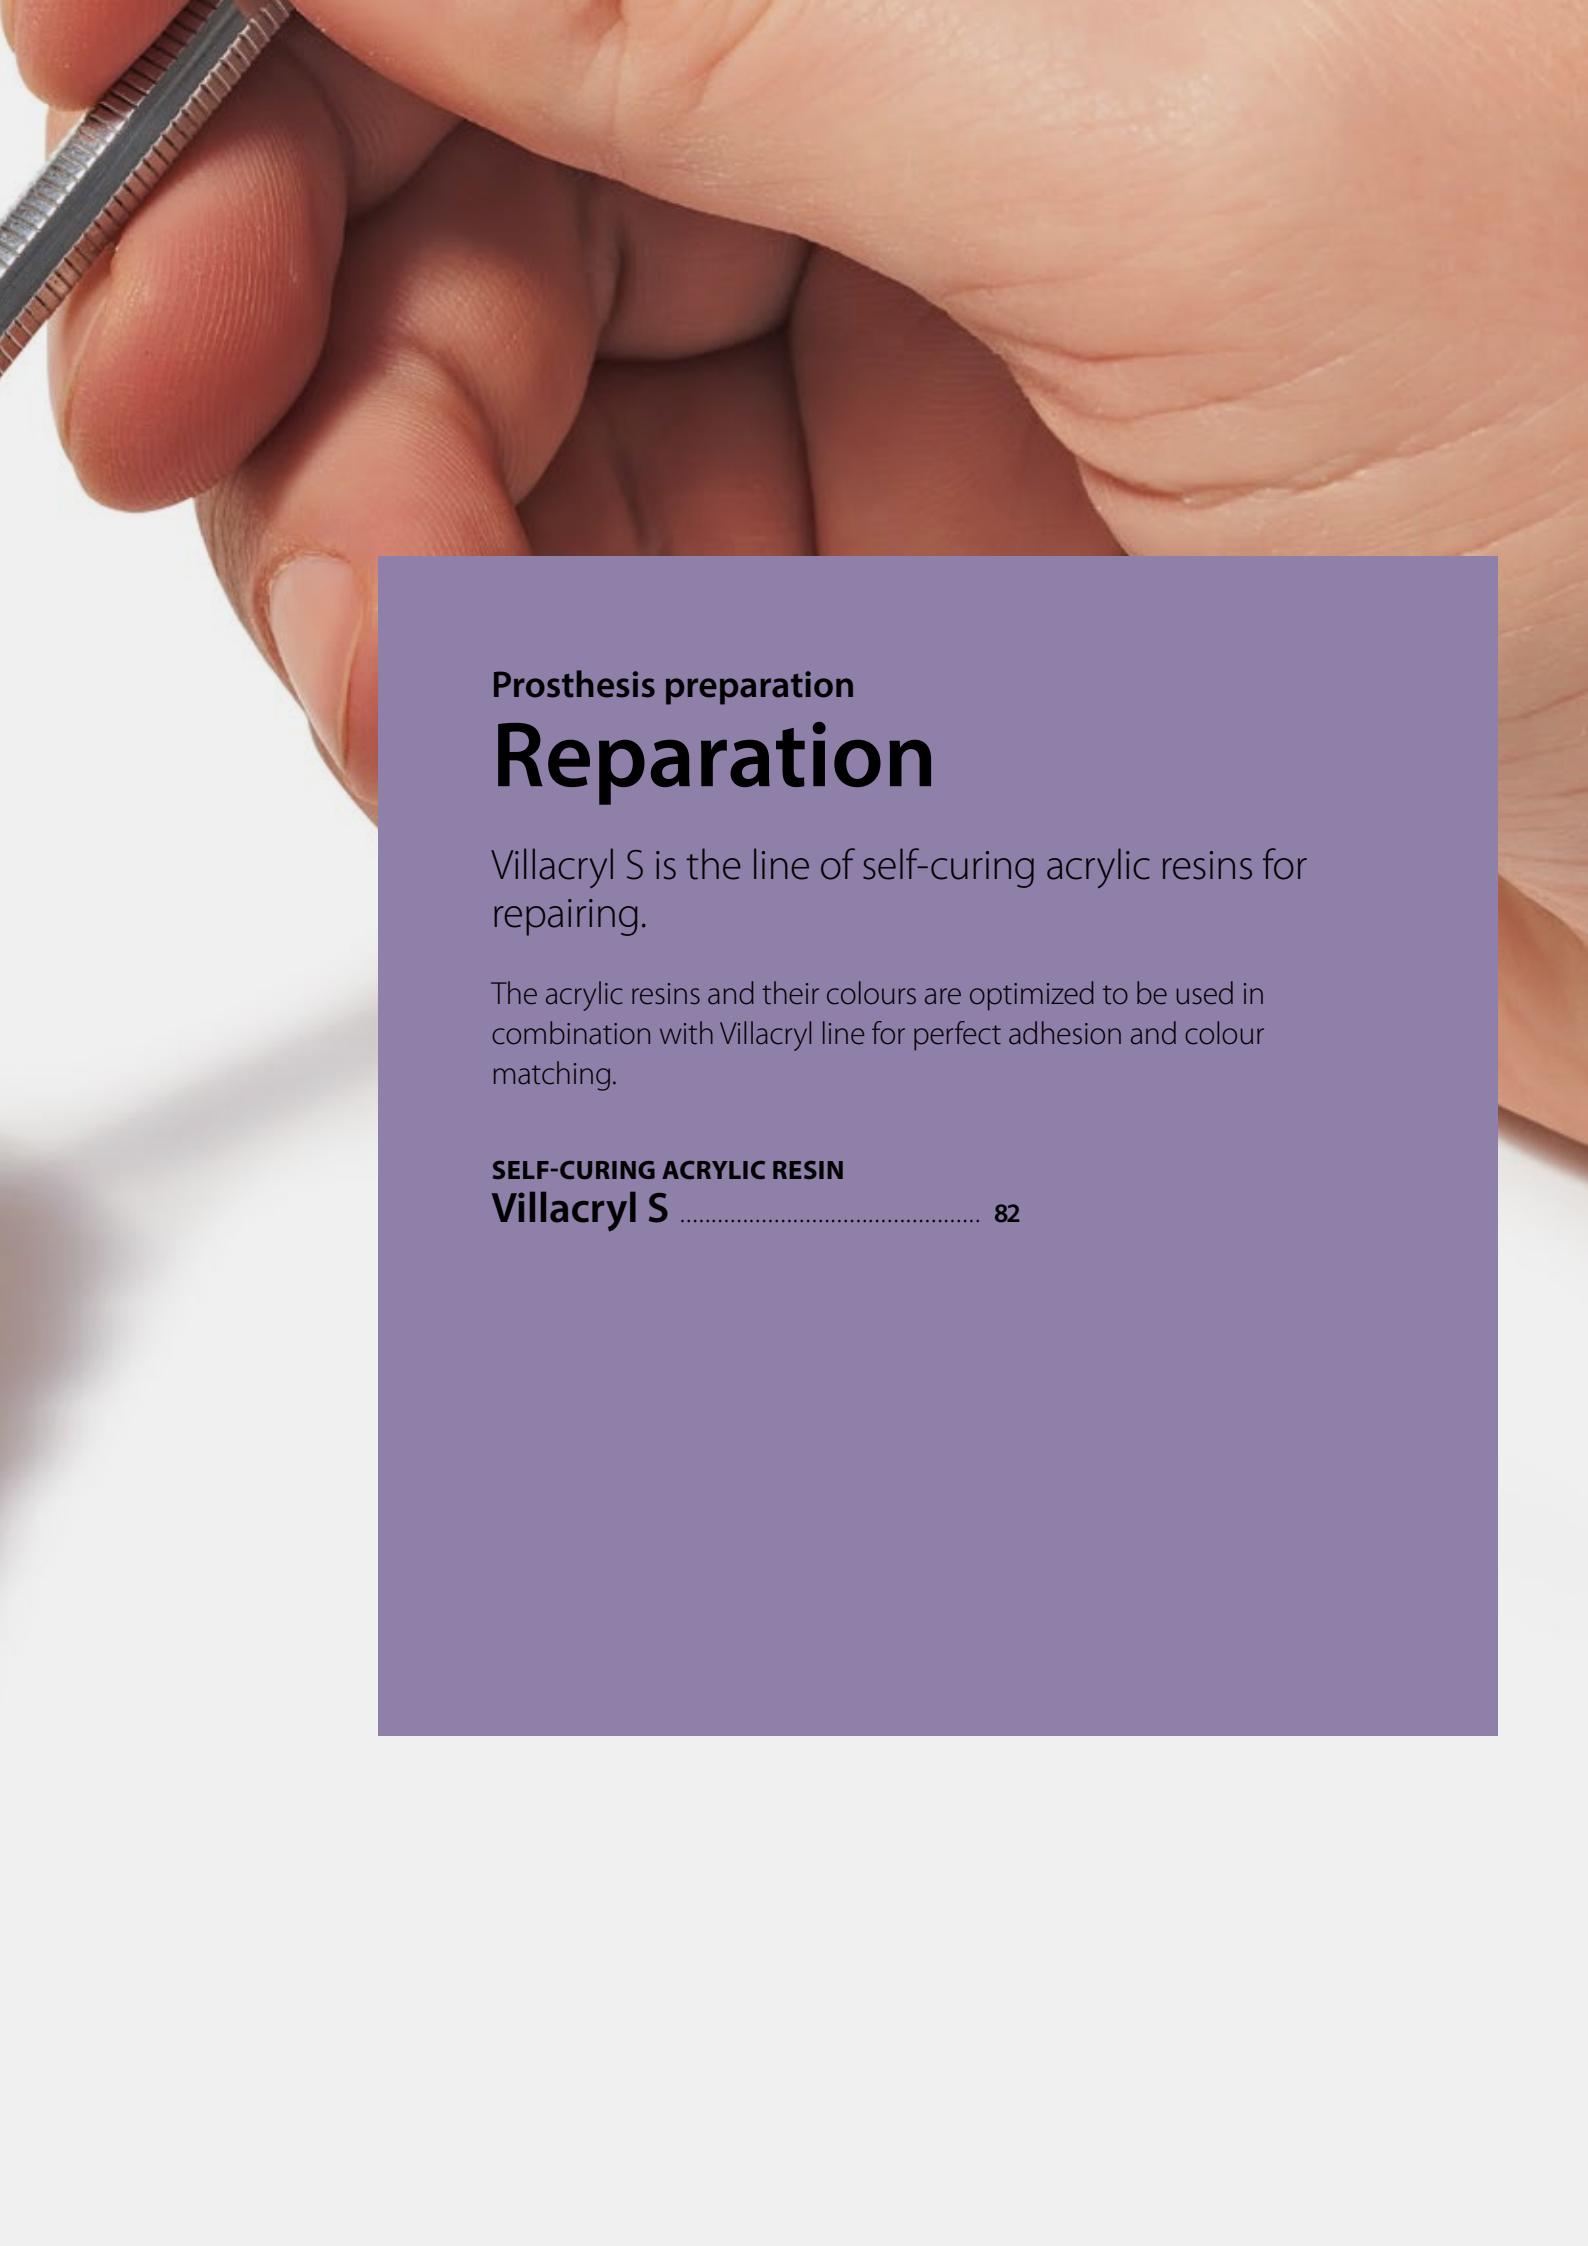 Prosthesis preparation
Reparation
Villacryl S is the line of self-curing acrylic resins for
repairing.
The acrylic resins and their colours are optimized to be used in
combination with Villacryl line for perfect adhesion and colour
matching.
SELF-CURING ACRYLIC RESIN
Villacryl S ................................................ 82